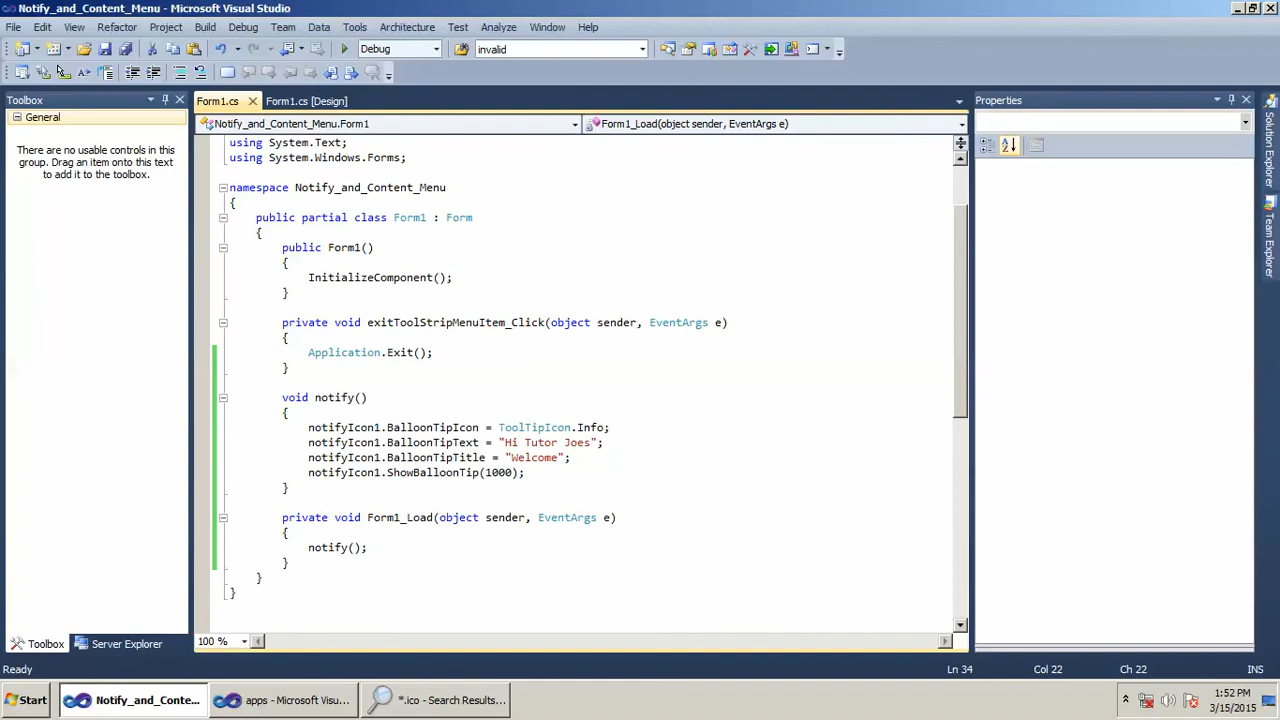 Notify_and_Content_Menu - Microsoft Visual Studio
File Edit View Refactor Project Build Debug Team Data Tools Architecture Test Analyze Window Help
Debug invalid
Toolbox
General
There are no usable controls in this
group. Drag an item onto this text
to add it to the toolbox.
Form1.cs Form1.cs [Design]
Notify_and_Content_Menu.Form1 Form1_Load(object sender, EventArgs e)
using System.Text;
using System.Windows.Forms;
namespace Notify_and_Content_Menu
{
public partial class Form1 : Form
{
public Form1()
{
InitializeComponent();
}
private void exitToolStripMenuItem_Click(object sender, EventArgs e)
{
Application.Exit();
}
void notify()
{
notifyIcon1.BalloonTipIcon = ToolTipIcon.Info;
notifyIcon1.BalloonTipText = "Hi Tutor Joes";
notifyIcon1.BalloonTipTitle = "Welcome";
notifyIcon1.ShowBalloonTip(1000);
}
private void Form1_Load(object sender, EventArgs e)
{
notify();
}
}
}
100 %
Properties
Solution Explorer
Team Explorer
Toolbox Server Explorer
Ready Ln 34 Col 22 Ch 22 INS
Start Notify_and_Conte... apps - Microsoft Visu... *.ico - Search Results... 1:52 PM
3/15/2015